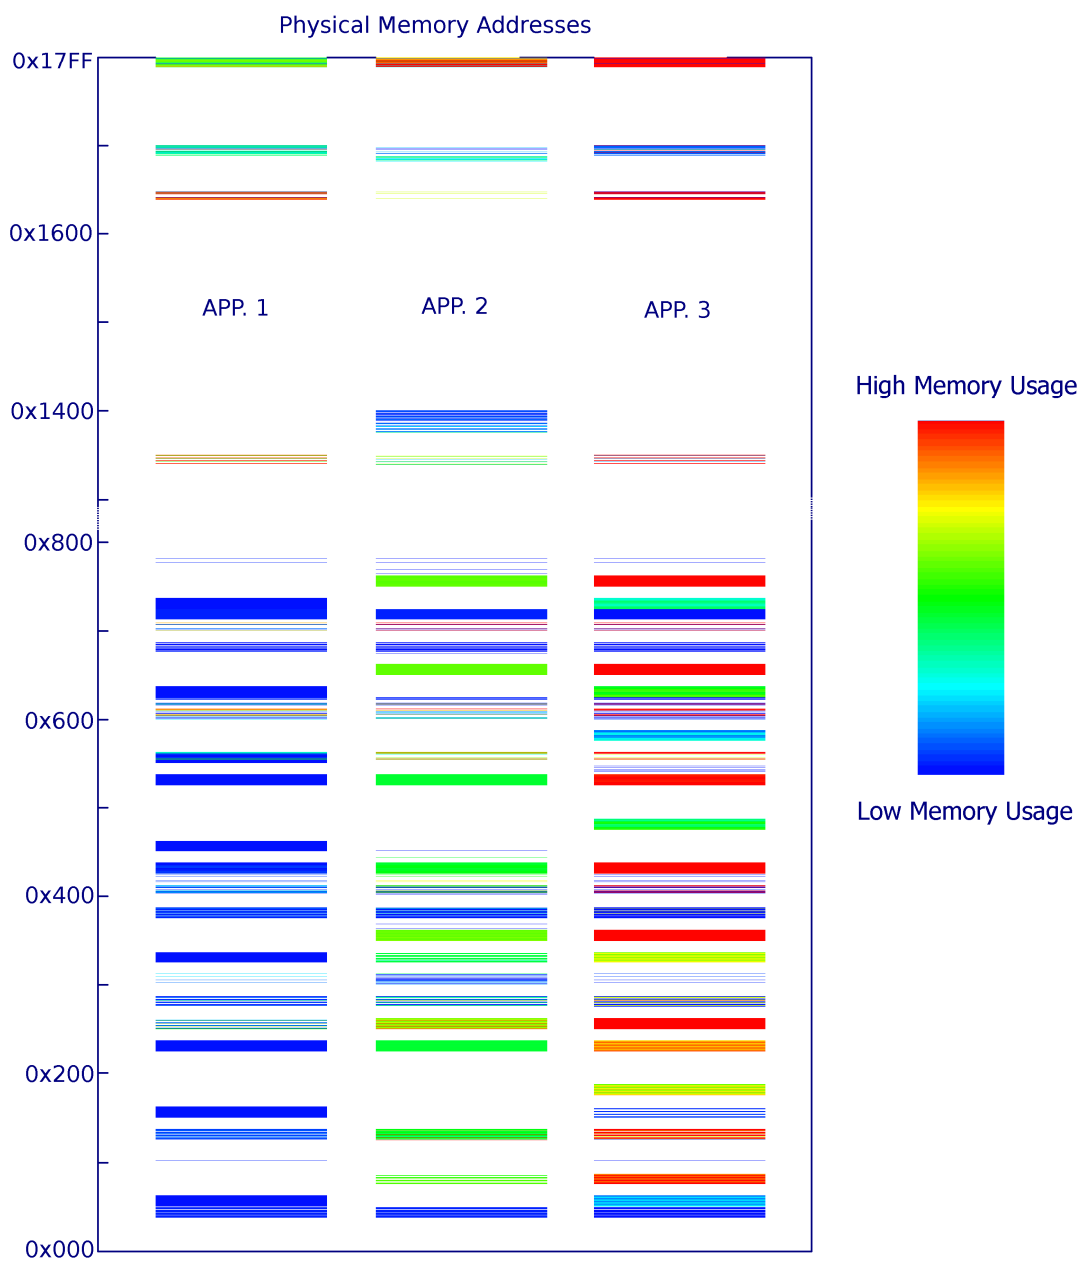 Physical Memory Addresses
0x17FF
0x1600
APP. 1
APP. 2
APP. 3
0x1400
0x800
0x600
0x400
0x200
0x000
High Memory Usage
Low Memory Usage